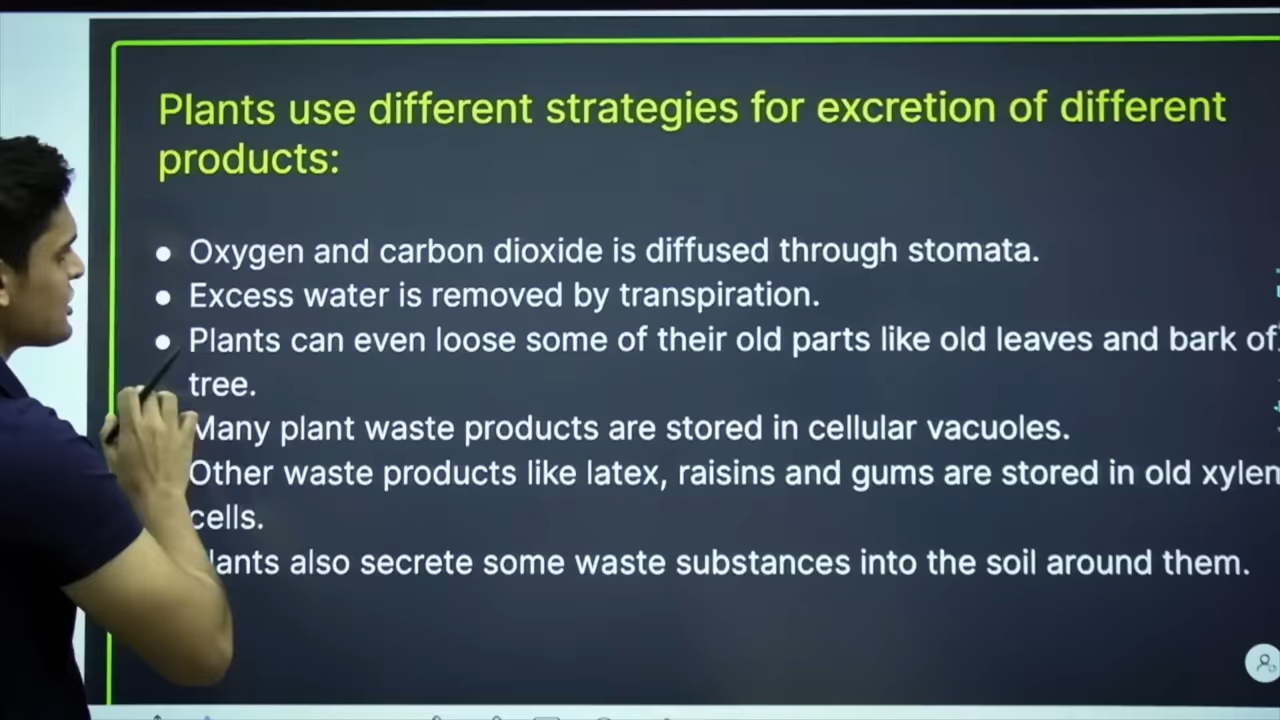 Plants use different strategies for excretion of different
products:
● Oxygen and carbon dioxide is diffused through stomata.
● Excess water is removed by transpiration.
● Plants can even loose some of their old parts like old leaves and bark of
tree.
Many plant waste products are stored in cellular vacuoles.
Other waste products like latex, raisins and gums are stored in old xylem
cells.
Plants also secrete some waste substances into the soil around them.